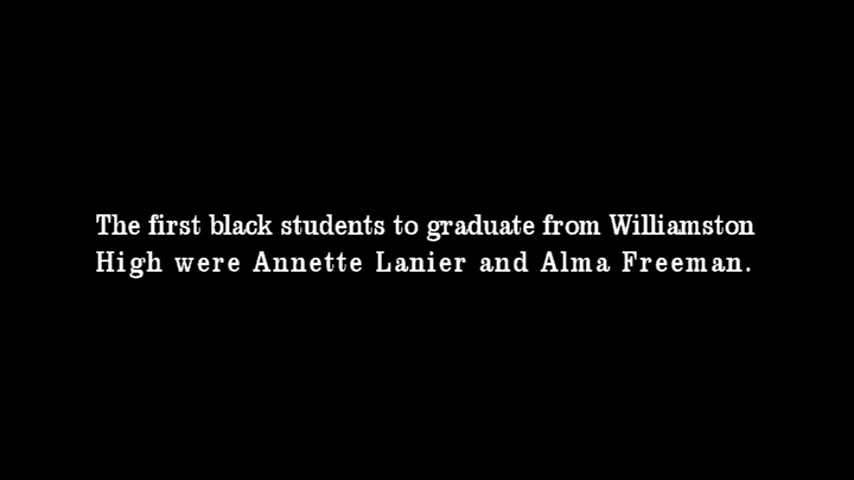 The first black students to graduate from Williamston
High were Annette Lanier and Alma Freeman.